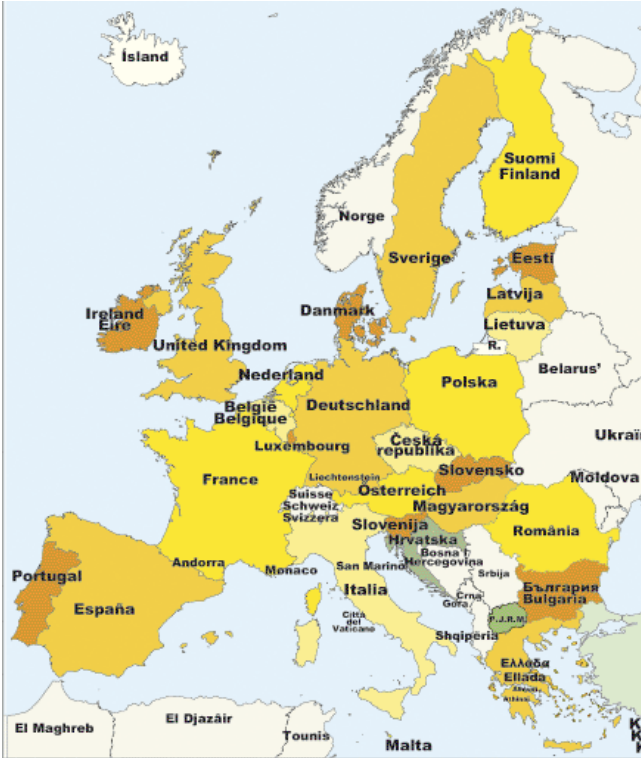 Ísland
Suomi
Finland
Norge
Sverige
Eesti
Latvija
Lietuva
R.
Danmark
Ireland
Éire
United Kingdom
Nederland
België
Belgique
Deutschland
Polska
Belarus'
Luxembourg
Česká
republika
Ukraï
France
Liechtenstein
Slovensko
Moldova
Suisse
Schweiz
Svizzera
Österreich
Magyarország
Slovenija
Hrvatska
România
Bosna i
Hercegovina
Andorra
Monaco
San Marino
Srbija
Portugal
España
Italia
Città
del
Vaticano
Crna
Gora
България
Bulgaria
P.J.R.M.
Shqipëria
Ελλάδα
Ellada
El Maghreb
El Djazâir
Tounis
Malta
K
K